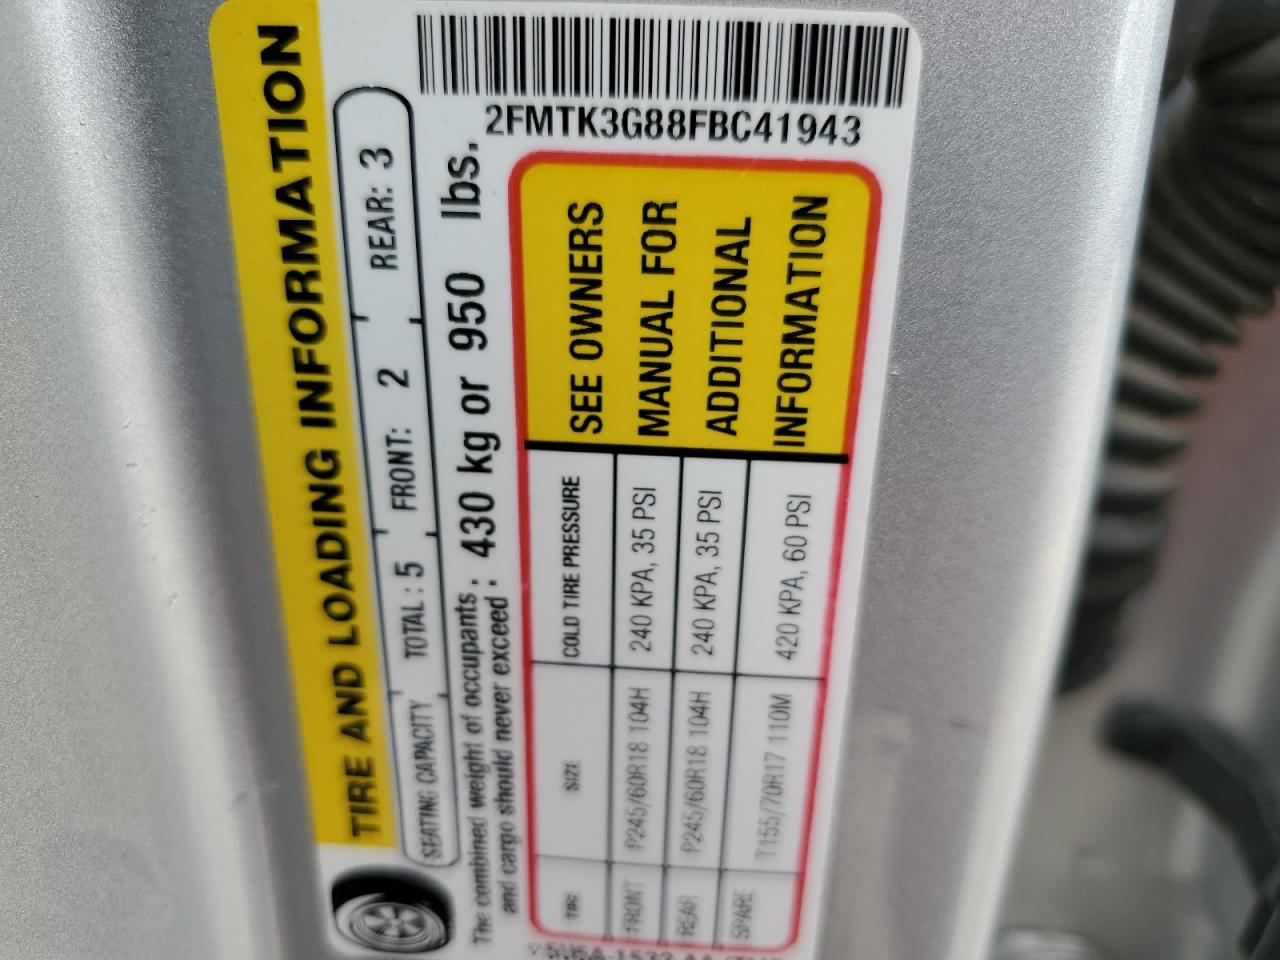 TIRE AND LOADING INFORMATION
SEATING CAPACITY TOTAL : 5 FRONT: 2 REAR: 3
The combined weight of occupants and cargo should never exceed : 430 kg or 950 lbs.
2FMTK3G88FBC41943
TIRE SIZE COLD TIRE PRESSURE
FRONT P245/60R18 104H 240 KPA, 35 PSI
REAR P245/60R18 104H 240 KPA, 35 PSI
SPARE T155/70R17 110M 420 KPA, 60 PSI
SEE OWNERS
MANUAL FOR
ADDITIONAL
INFORMATION